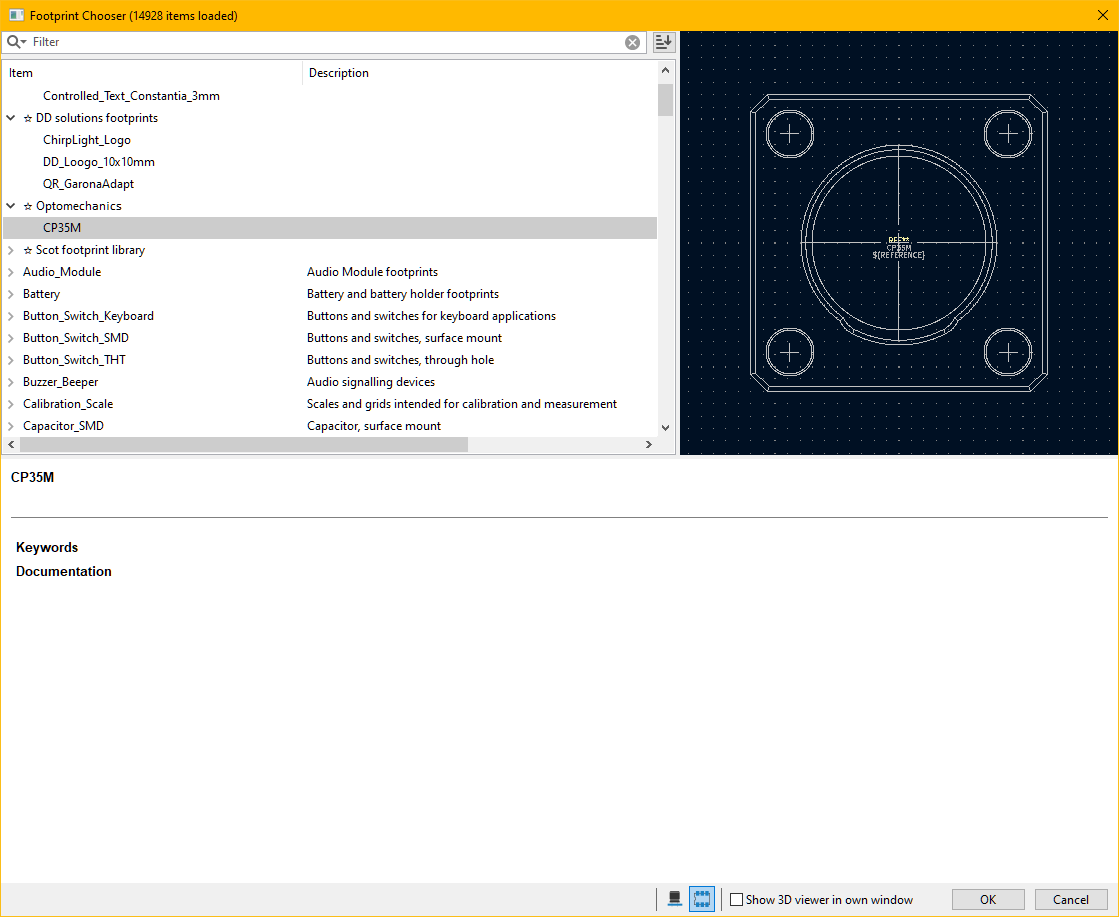 Footprint Chooser (14928 items loaded)
Filter
Item Description
Controlled_Text_Constantia_3mm
DD solutions footprints
ChirpLight_Logo
DD_Loogo_10x10mm
QR_GaronaAdapt
Optomechanics
CP35M
Scot footprint library
Audio_Module Audio Module footprints
Battery Battery and battery holder footprints
Button_Switch_Keyboard Buttons and switches for keyboard applications
Button_Switch_SMD Buttons and switches, surface mount
Button_Switch_THT Buttons and switches, through hole
Buzzer_Beeper Audio signalling devices
Calibration_Scale Scales and grids intended for calibration and measurement
Capacitor_SMD Capacitor, surface mount
REF**
CP35M
${REFERENCE}
CP35M
Keywords
Documentation
Show 3D viewer in own window
OK
Cancel